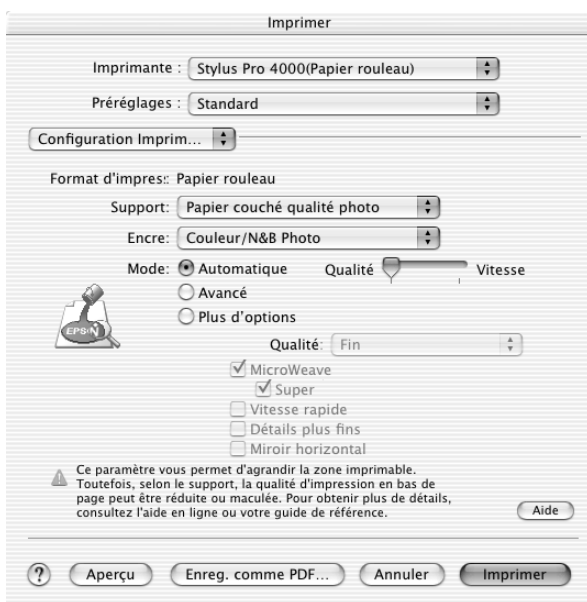 Imprimer
Imprimante : Stylus Pro 4000(Papier rouleau)
Préréglages : Standard
Configuration Imprim...
Format d'impres:: Papier rouleau
Support: Papier couché qualité photo
Encre: Couleur/N&B Photo
Mode: Automatique Qualité Vitesse
Avancé
Plus d'options
EPSON
Qualité: Fin
MicroWeave
Super
Vitesse rapide
Détails plus fins
Miroir horizontal
Ce paramètre vous permet d'agrandir la zone imprimable.
Toutefois, selon le support, la qualité d'impression en bas de
page peut être réduite ou maculée. Pour obtenir plus de détails,
consultez l'aide en ligne ou votre guide de référence.
Aide
? Aperçu Enreg. comme PDF... Annuler Imprimer